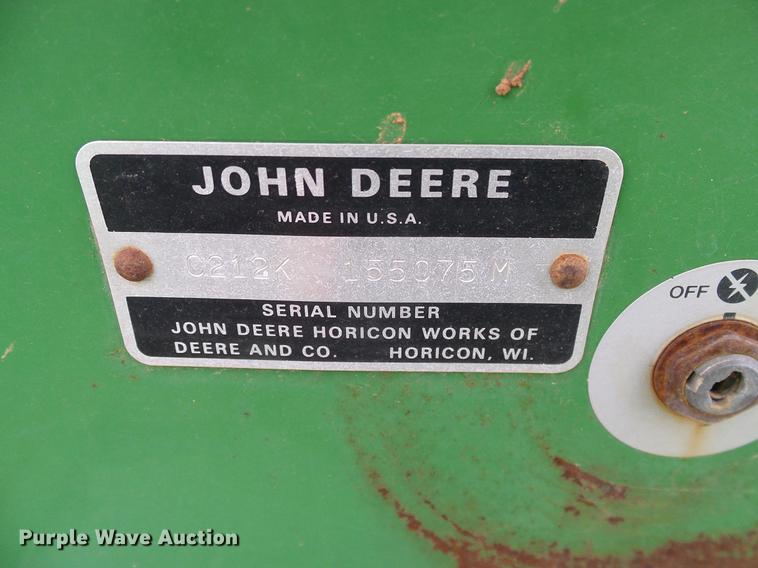 JOHN DEERE
MADE IN U.S.A.
C212K 155075M
SERIAL NUMBER
JOHN DEERE HORICON WORKS OF
DEERE AND CO. HORICON, WI.
OFF
Purple Wave Auction